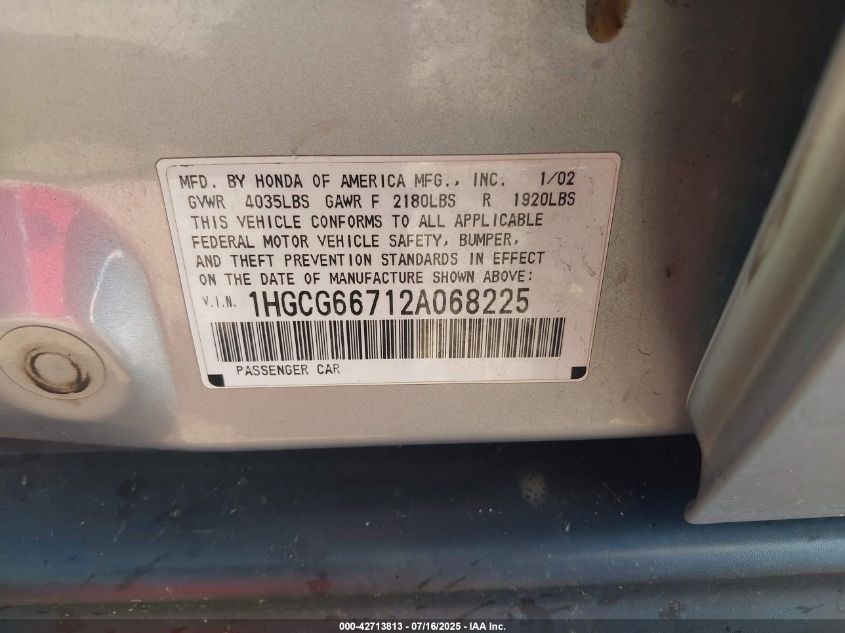 MFD. BY HONDA OF AMERICA MFG., INC. 1/02
GVWR 4035LBS GAWR F 2180LBS R 1920LBS
THIS VEHICLE CONFORMS TO ALL APPLICABLE
FEDERAL MOTOR VEHICLE SAFETY, BUMPER,
AND THEFT PREVENTION STANDARDS IN EFFECT
ON THE DATE OF MANUFACTURE SHOWN ABOVE:
V.I.N. 1HGCG66712A068225
PASSENGER CAR
000-42713813 - 07/16/2025 - IAA Inc.